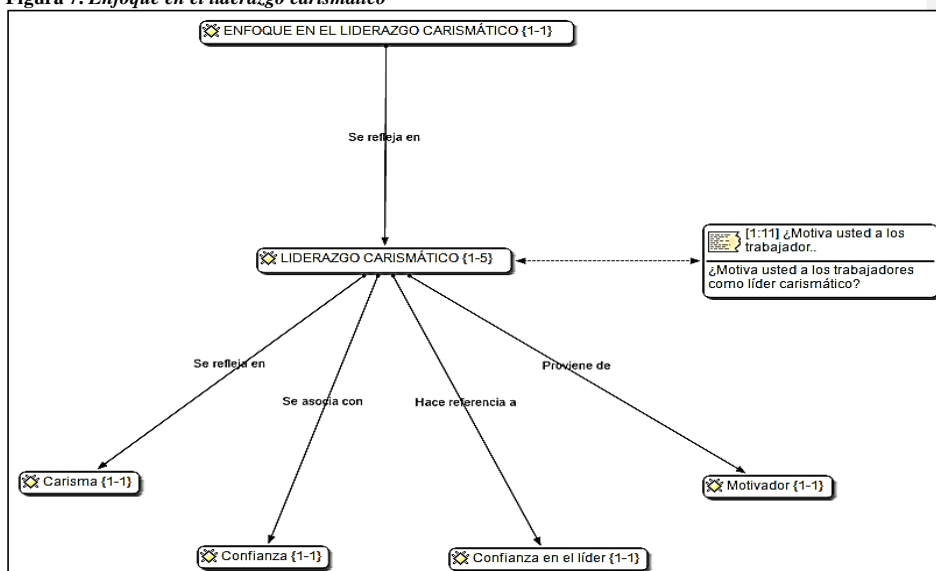 Figura 7. Enfoque en el liderazgo carismático
ENFOQUE EN EL LIDERAZGO CARISMÁTICO {1-1}
Se refleja en
LIDERAZGO CARISMÁTICO {1-5}
[1:11] ¿Motiva usted a los
trabajador..
¿Motiva usted a los trabajadores
como líder carismático?
Se refleja en
Se asocia con
Hace referencia a
Proviene de
Carisma {1-1}
Motivador {1-1}
Confianza {1-1}
Confianza en el líder {1-1}